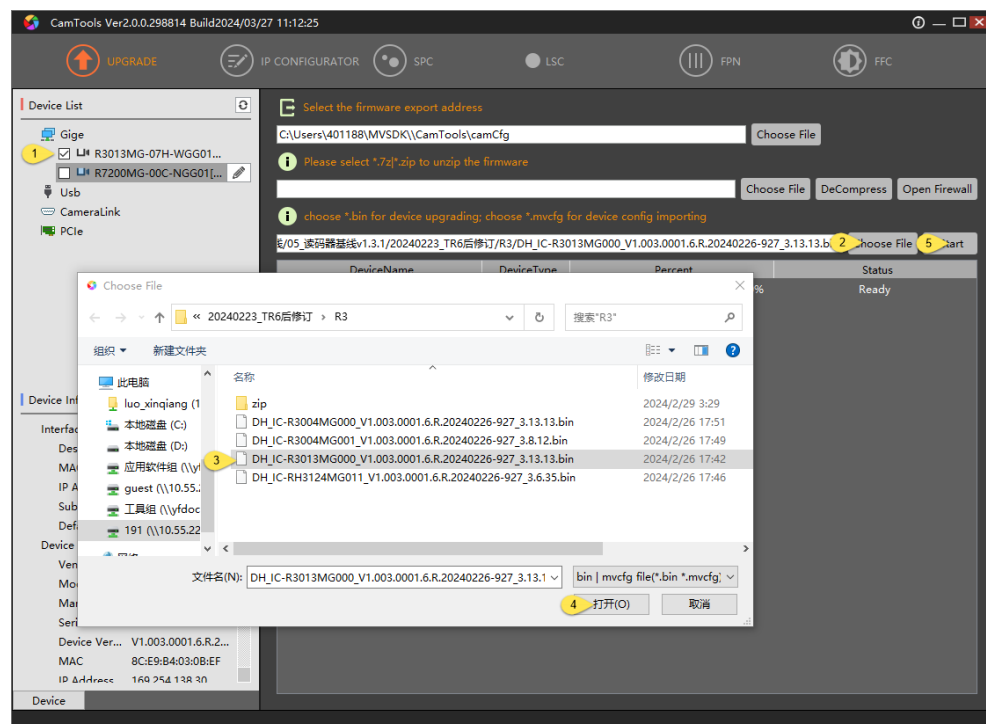 CamTools Ver2.0.0.298814 Build2024/03/27 11:12:25
UPGRADE
IP CONFIGURATOR
SPC
LSC
FPN
FFC
Device List
Gige
1
R3013MG-07H-WGG01...
R7200MG-00C-NGG01[...
Usb
CameraLink
PCIe
Select the firmware export address
C:\Users\401188\MVSDK\\CamTools\camCfg
Choose File
Please select *.7z|*.zip to unzip the firmware
Choose File
DeCompress
Open Firewall
choose *.bin for device upgrading; choose *.mvcfg for device config importing
/05_读码器基线v1.3.1/20240223_TR6后修订/R3/DH_IC-R3013MG000_V1.003.0001.6.R.20240226-927_3.13.13.b
2
hoose File
5
art
DeviceName
DeviceType
Percent
Status
%
Ready
Choose File
« 20240223_TR6后修订 › R3
搜索"R3"
组织
新建文件夹
名称
修改日期
此电脑
luo_xinqiang (1
本地磁盘 (C:)
本地磁盘 (D:)
应用软件组 (\\yf
guest (\\10.55.
工具组 (\\yfdoc
191 (\\10.55.22
zip
2024/2/29 3:29
DH_IC-R3004MG000_V1.003.0001.6.R.20240226-927_3.13.13.bin
2024/2/26 17:51
DH_IC-R3004MG001_V1.003.0001.6.R.20240226-927_3.8.12.bin
2024/2/26 17:49
3
DH_IC-R3013MG000_V1.003.0001.6.R.20240226-927_3.13.13.bin
2024/2/26 17:42
DH_IC-RH3124MG011_V1.003.0001.6.R.20240226-927_3.6.35.bin
2024/2/26 17:46
文件名(N):
DH_IC-R3013MG000_V1.003.0001.6.R.20240226-927_3.13.1
bin | mvcfg file(*.bin *.mvcfg;
4
打开(O)
取消
Device Inf
Interfac
Des
MA
IP A
Sub
Def
Device
Ven
Mo
Mai
Seri
Device Ver... V1.003.0001.6.R.2...
MAC 8C:E9:B4:03:0B:EF
IP Address 169.254.138.30
Device